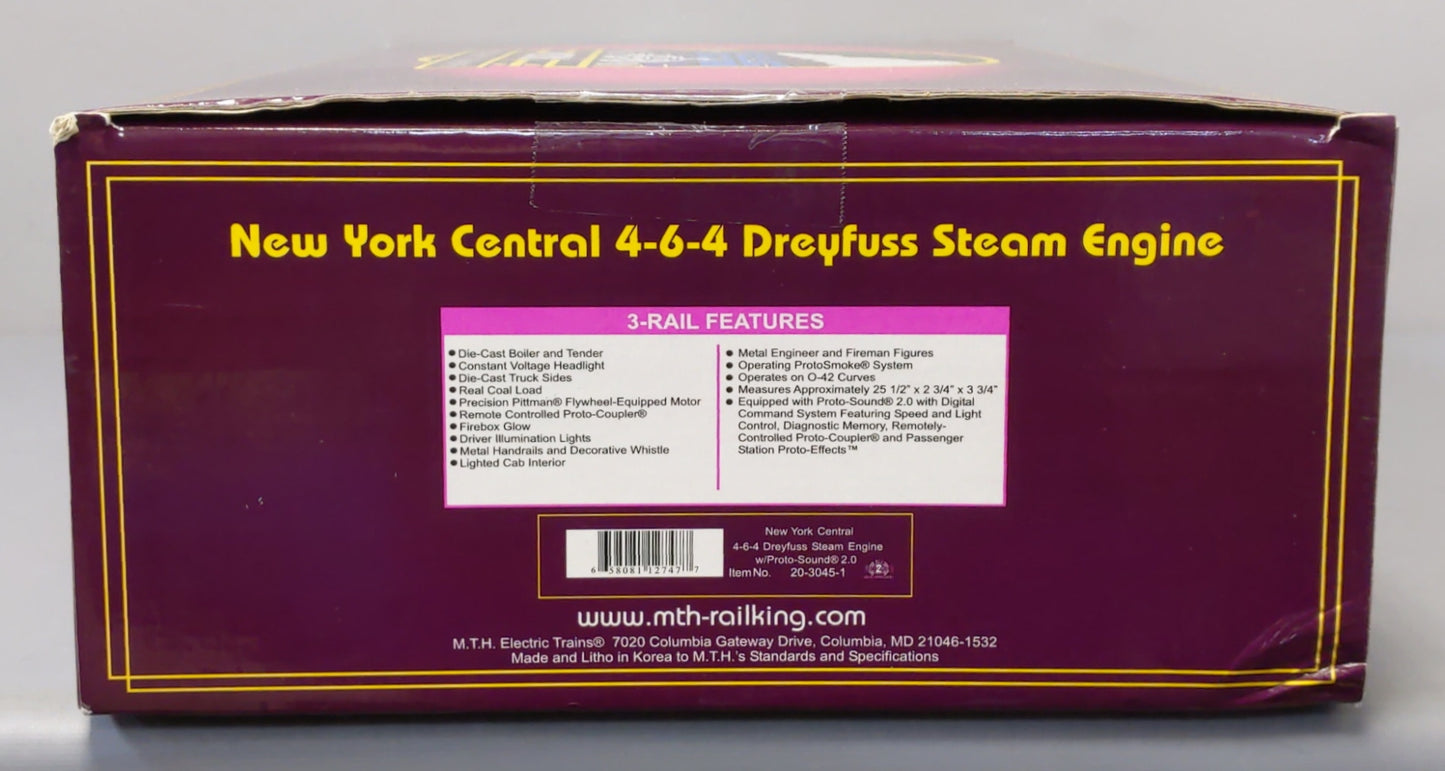 New York Central 4-6-4 Dreyfuss Steam Engine
3-RAIL FEATURES
• Die-Cast Boiler and Tender
• Constant Voltage Headlight
• Die-Cast Truck Sides
• Real Coal Load
• Precision Pittman® Flywheel-Equipped Motor
• Remote Controlled Proto-Coupler®
• Firebox Glow
• Driver Illumination Lights
• Metal Handrails and Decorative Whistle
• Lighted Cab Interior
• Metal Engineer and Fireman Figures
• Operating ProtoSmoke® System
• Operates on O-42 Curves
• Measures Approximately 25 1/2" x 2 3/4" x 3 3/4"
• Equipped with Proto-Sound® 2.0 with Digital
Command System Featuring Speed and Light
Control, Diagnostic Memory, Remotely-
Controlled Proto-Coupler® and Passenger
Station Proto-Effects™
6 58081 12747 7
New York Central
4-6-4 Dreyfuss Steam Engine
w/Proto-Sound® 2.0
Item No. 20-3045-1
2
www.mth-railking.com
M.T.H. Electric Trains® 7020 Columbia Gateway Drive, Columbia, MD 21046-1532
Made and Litho in Korea to M.T.H.'s Standards and Specifications